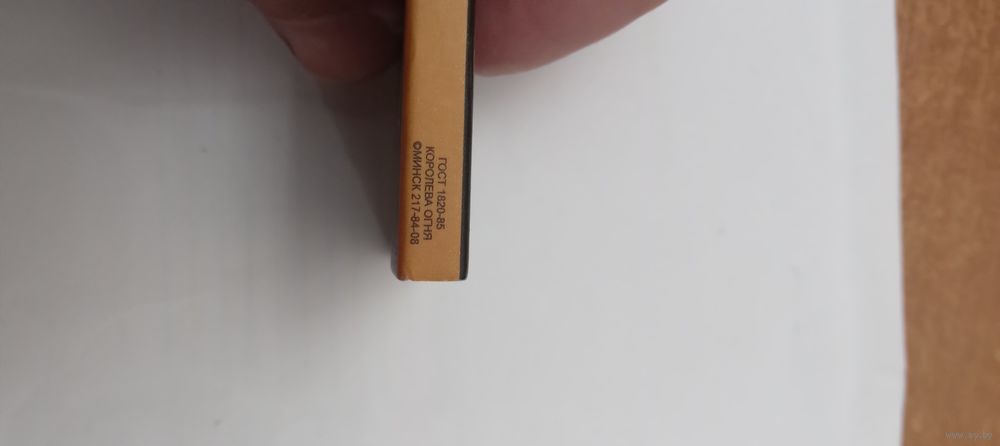 ГОСТ 1820-85
КОРОЛЕВА ОГНЯ
©МИНСК 217-84-08